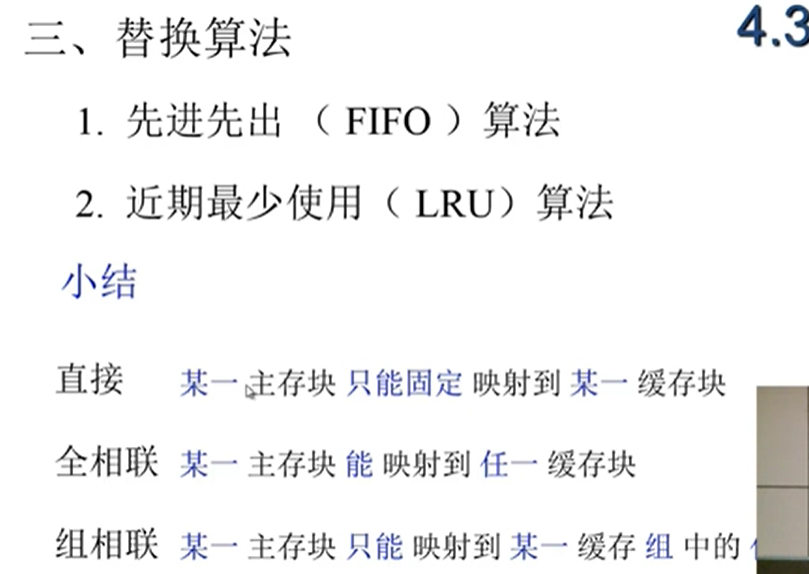 4.3
三、替换算法
1. 先进先出 （ FIFO ）算法
2. 近期最少使用（ LRU）算法
小结
直接 某一 主存块 只能固定 映射到 某一 缓存块
全相联 某一 主存块 能 映射到 任一 缓存块
组相联 某一 主存块 只能 映射到 某一 缓存 组 中的